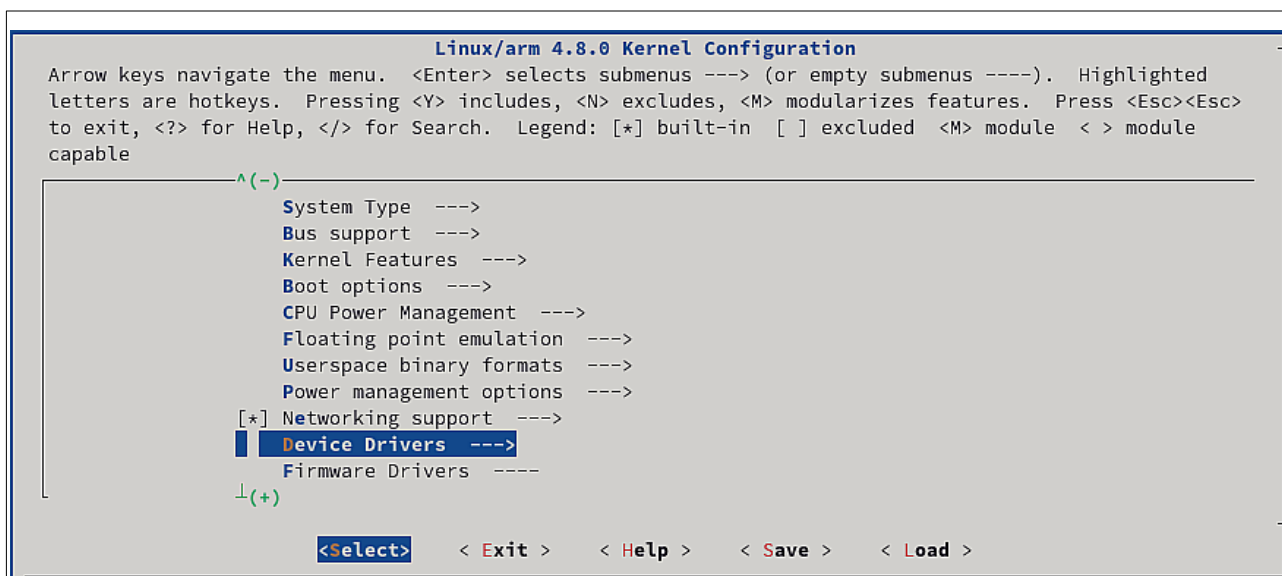 Linux/arm 4.8.0 Kernel Configuration
Arrow keys navigate the menu.  <Enter> selects submenus ---> (or empty submenus ----).  Highlighted
letters are hotkeys.  Pressing <Y> includes, <N> excludes, <M> modularizes features.  Press <Esc><Esc>
to exit, <?> for Help, </> for Search.  Legend: [*] built-in  [ ] excluded  <M> module  < > module
capable
^(-)
System Type  --->
Bus support  --->
Kernel Features  --->
Boot options  --->
CPU Power Management  --->
Floating point emulation  --->
Userspace binary formats  --->
Power management options  --->
[*] Networking support  --->
Device Drivers  --->
Firmware Drivers  ----
┴(+)
<Select>    < Exit >    < Help >    < Save >    < Load >